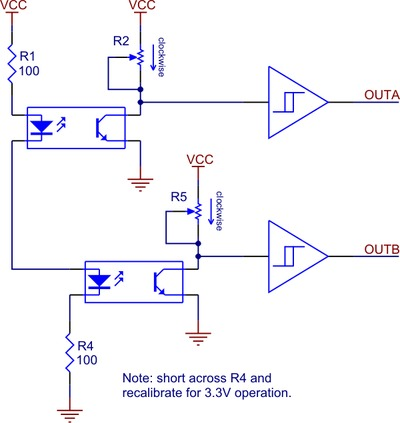 VCC
VCC
R1
100
R2
clockwise
OUTA
VCC
R5
clockwise
OUTB
R4
100
Note: short across R4 and
recalibrate for 3.3V operation.